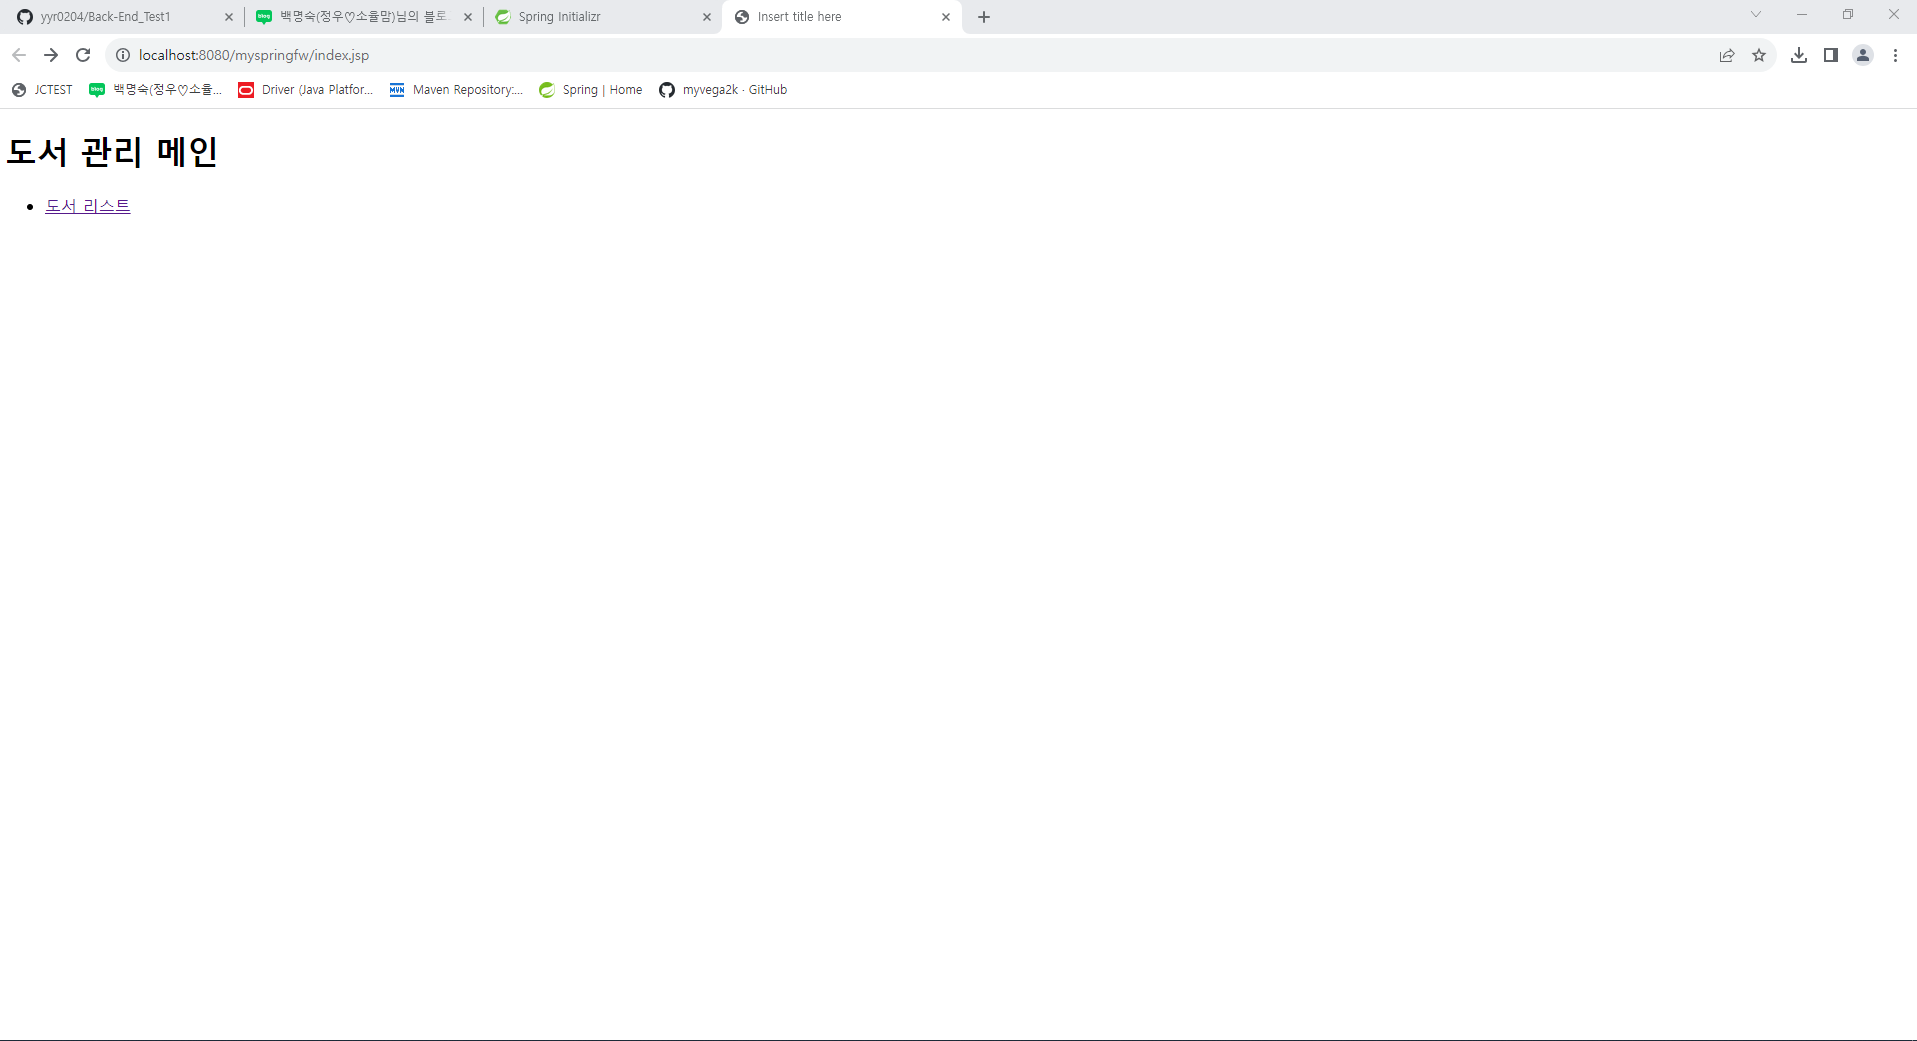 yyr0204/Back-End_Test1
백명숙(정우♡소율맘)님의 블로
Spring Initializr
Insert title here
localhost:8080/myspringfw/index.jsp
JCTEST
백명숙(정우♡소율...
Driver (Java Platfor...
Maven Repository:...
Spring | Home
myvega2k · GitHub
도서 관리 메인
도서 리스트